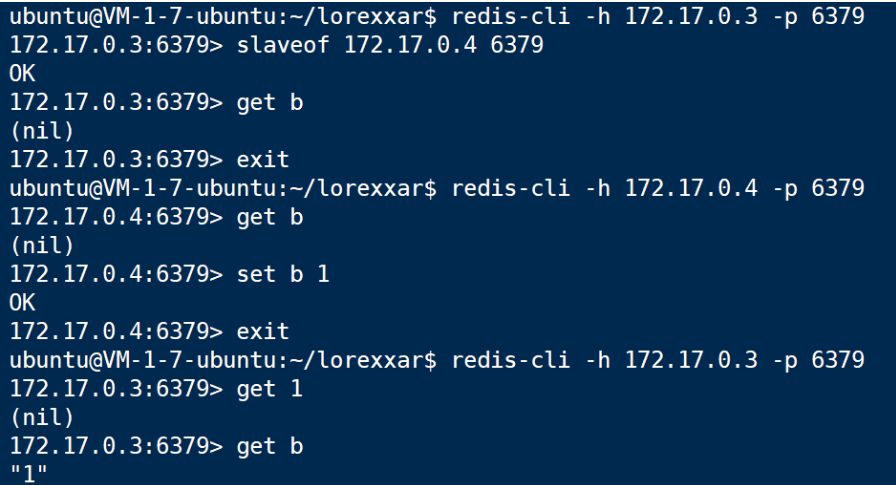 ubuntu@VM-1-7-ubuntu:~/lorexxar$ redis-cli -h 172.17.0.3 -p 6379
172.17.0.3:6379> slaveof 172.17.0.4 6379
OK
172.17.0.3:6379> get b
(nil)
172.17.0.3:6379> exit
ubuntu@VM-1-7-ubuntu:~/lorexxar$ redis-cli -h 172.17.0.4 -p 6379
172.17.0.4:6379> get b
(nil)
172.17.0.4:6379> set b 1
OK
172.17.0.4:6379> exit
ubuntu@VM-1-7-ubuntu:~/lorexxar$ redis-cli -h 172.17.0.3 -p 6379
172.17.0.3:6379> get 1
(nil)
172.17.0.3:6379> get b
"1"